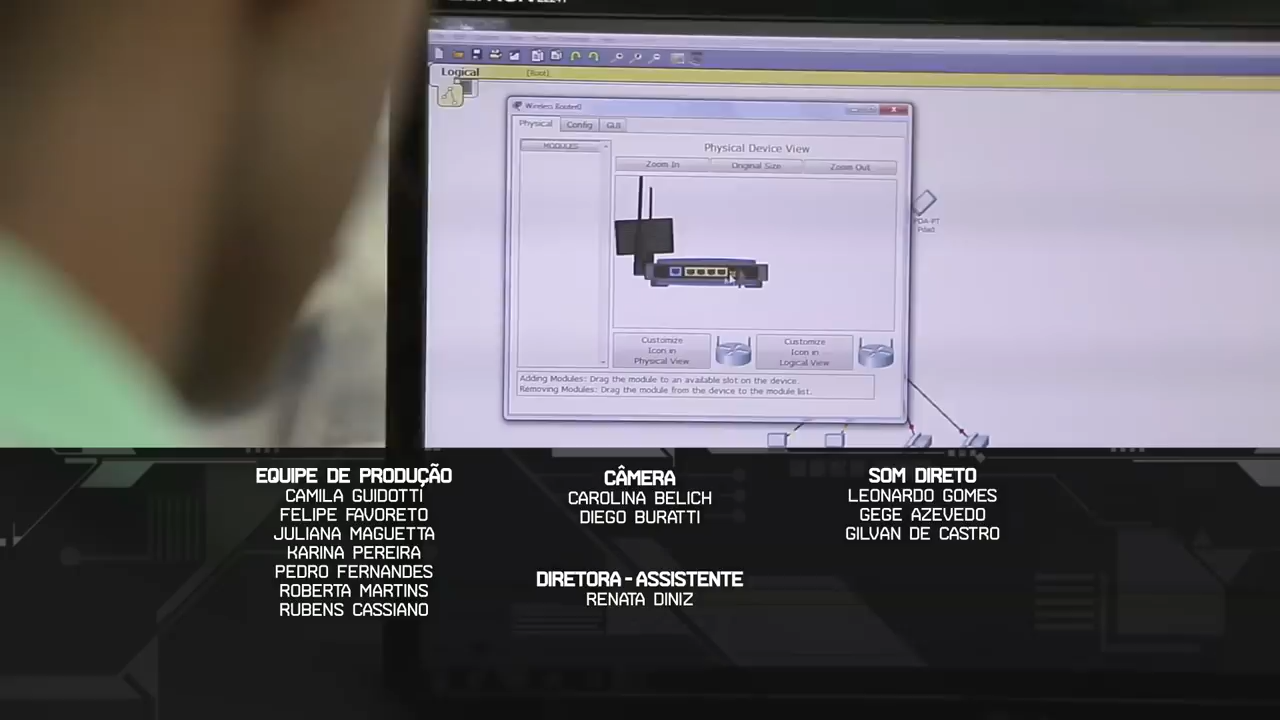 Logical
[Root]
Wireless Router0
Physical
Config
GUI
MODULES
Physical Device View
Zoom In
Original Size
Zoom Out
PDA-PT
Pda0
Customize
Icon in
Physical View
Customize
Icon in
Logical View
Adding Modules: Drag the module to an available slot on the device.
Removing Modules: Drag the module from the device to the module list.
EQUIPE DE PRODUÇÃO
CAMILA GUIDOTTI
FELIPE FAVORETO
JULIANA MAGUETTA
KARINA PEREIRA
PEDRO FERNANDES
ROBERTA MARTINS
RUBENS CASSIANO
CÂMERA
CAROLINA BELICH
DIEGO BURATTI
DIRETORA-ASSISTENTE
RENATA DINIZ
SOM DIRETO
LEONARDO GOMES
GEGE AZEVEDO
GILVAN DE CASTRO